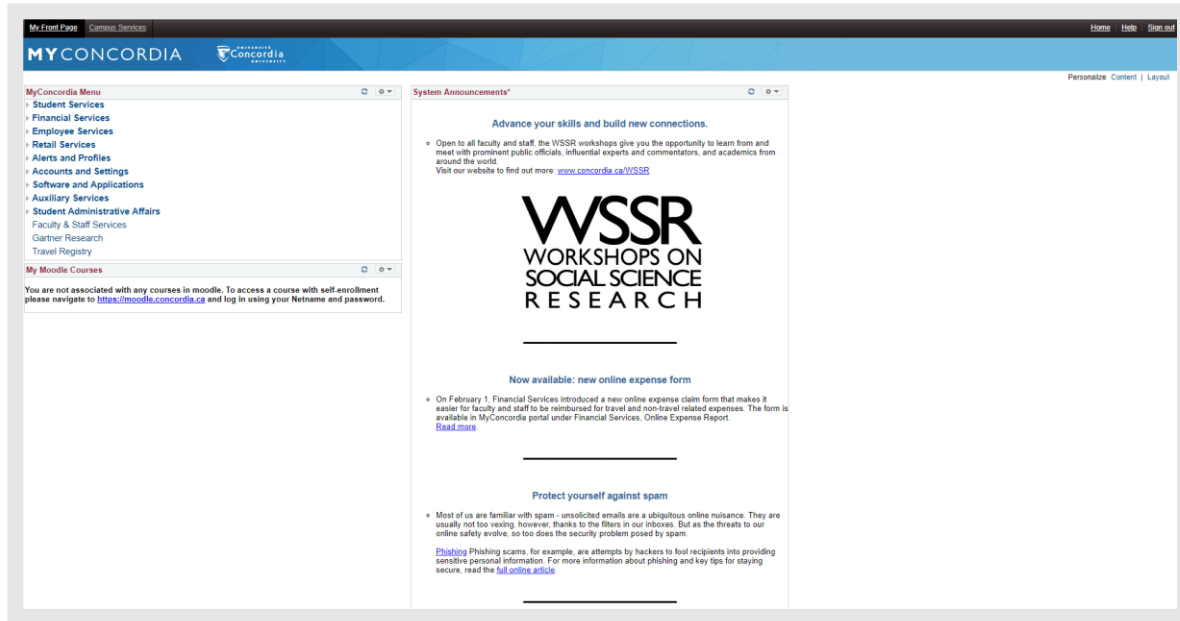 My Front Page Campus Services
Home Help Sign out
MYCONCORDIA
UNIVERSITÉ
Concordia
UNIVERSITY
Personalize Content | Layout
MyConcordia Menu
Student Services
Financial Services
Employee Services
Retail Services
Alerts and Profiles
Accounts and Settings
Software and Applications
Auxiliary Services
Student Administrative Affairs
Faculty & Staff Services
Gartner Research
Travel Registry
My Moodle Courses
You are not associated with any courses in moodle. To access a course with self-enrollment
please navigate to https://moodle.concordia.ca and log in using your Netname and password.
System Announcements*
Advance your skills and build new connections.
Open to all faculty and staff, the WSSR workshops give you the opportunity to learn from and
meet with prominent public officials, influential experts and commentators, and academics from
around the world.
Visit our website to find out more: www.concordia.ca/WSSR
WSSR
WORKSHOPS ON
SOCIAL SCIENCE
RESEARCH
Now available: new online expense form
On February 1, Financial Services introduced a new online expense claim form that makes it
easier for faculty and staff to be reimbursed for travel and non-travel related expenses. The form is
available in MyConcordia portal under Financial Services, Online Expense Report.
Read more.
Protect yourself against spam
Most of us are familiar with spam - unsolicited emails are a ubiquitous online nuisance. They are
usually not too vexing, however, thanks to the filters in our inboxes. But as the threats to our
online safety evolve, so too does the security problem posed by spam.
Phishing Phishing scams, for example, are attempts by hackers to fool recipients into providing
sensitive personal information. For more information about phishing and key tips for staying
secure, read the full online article.